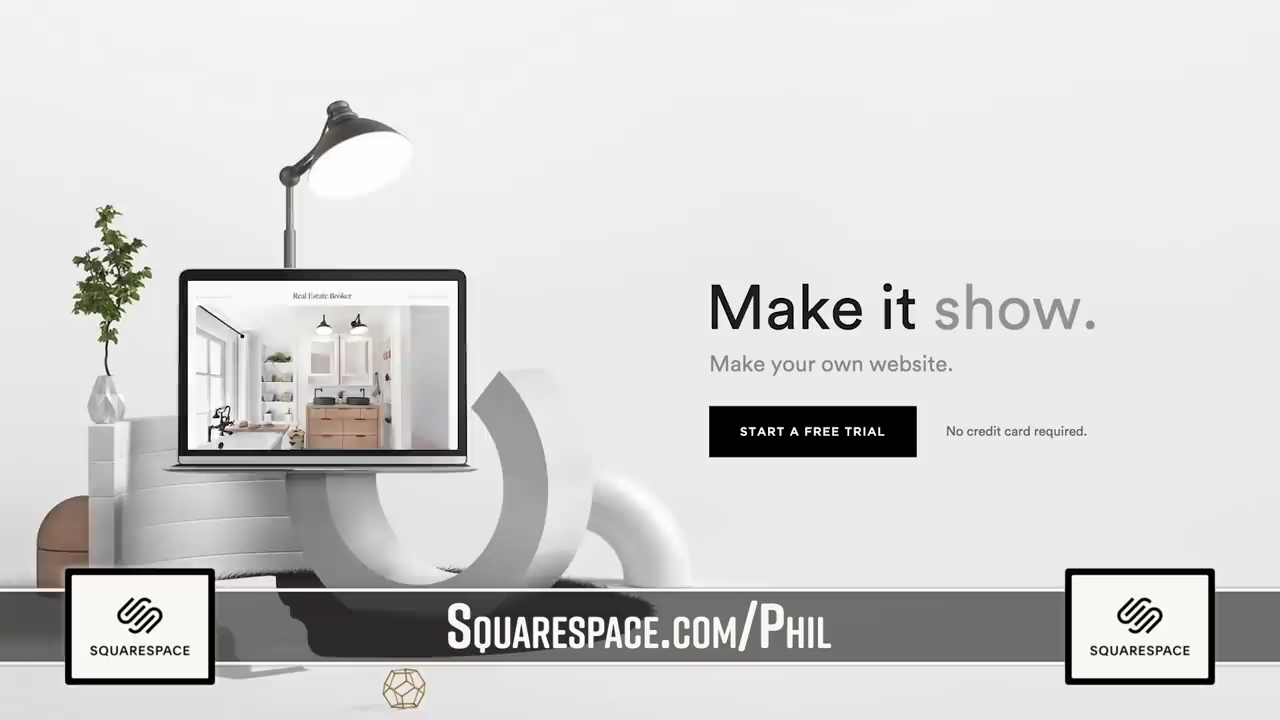 Real Estate Broker
Make it show.
Make your own website.
START A FREE TRIAL
No credit card required.
SQUARESPACE
SQUARESPACE.COM/PHIL
SQUARESPACE